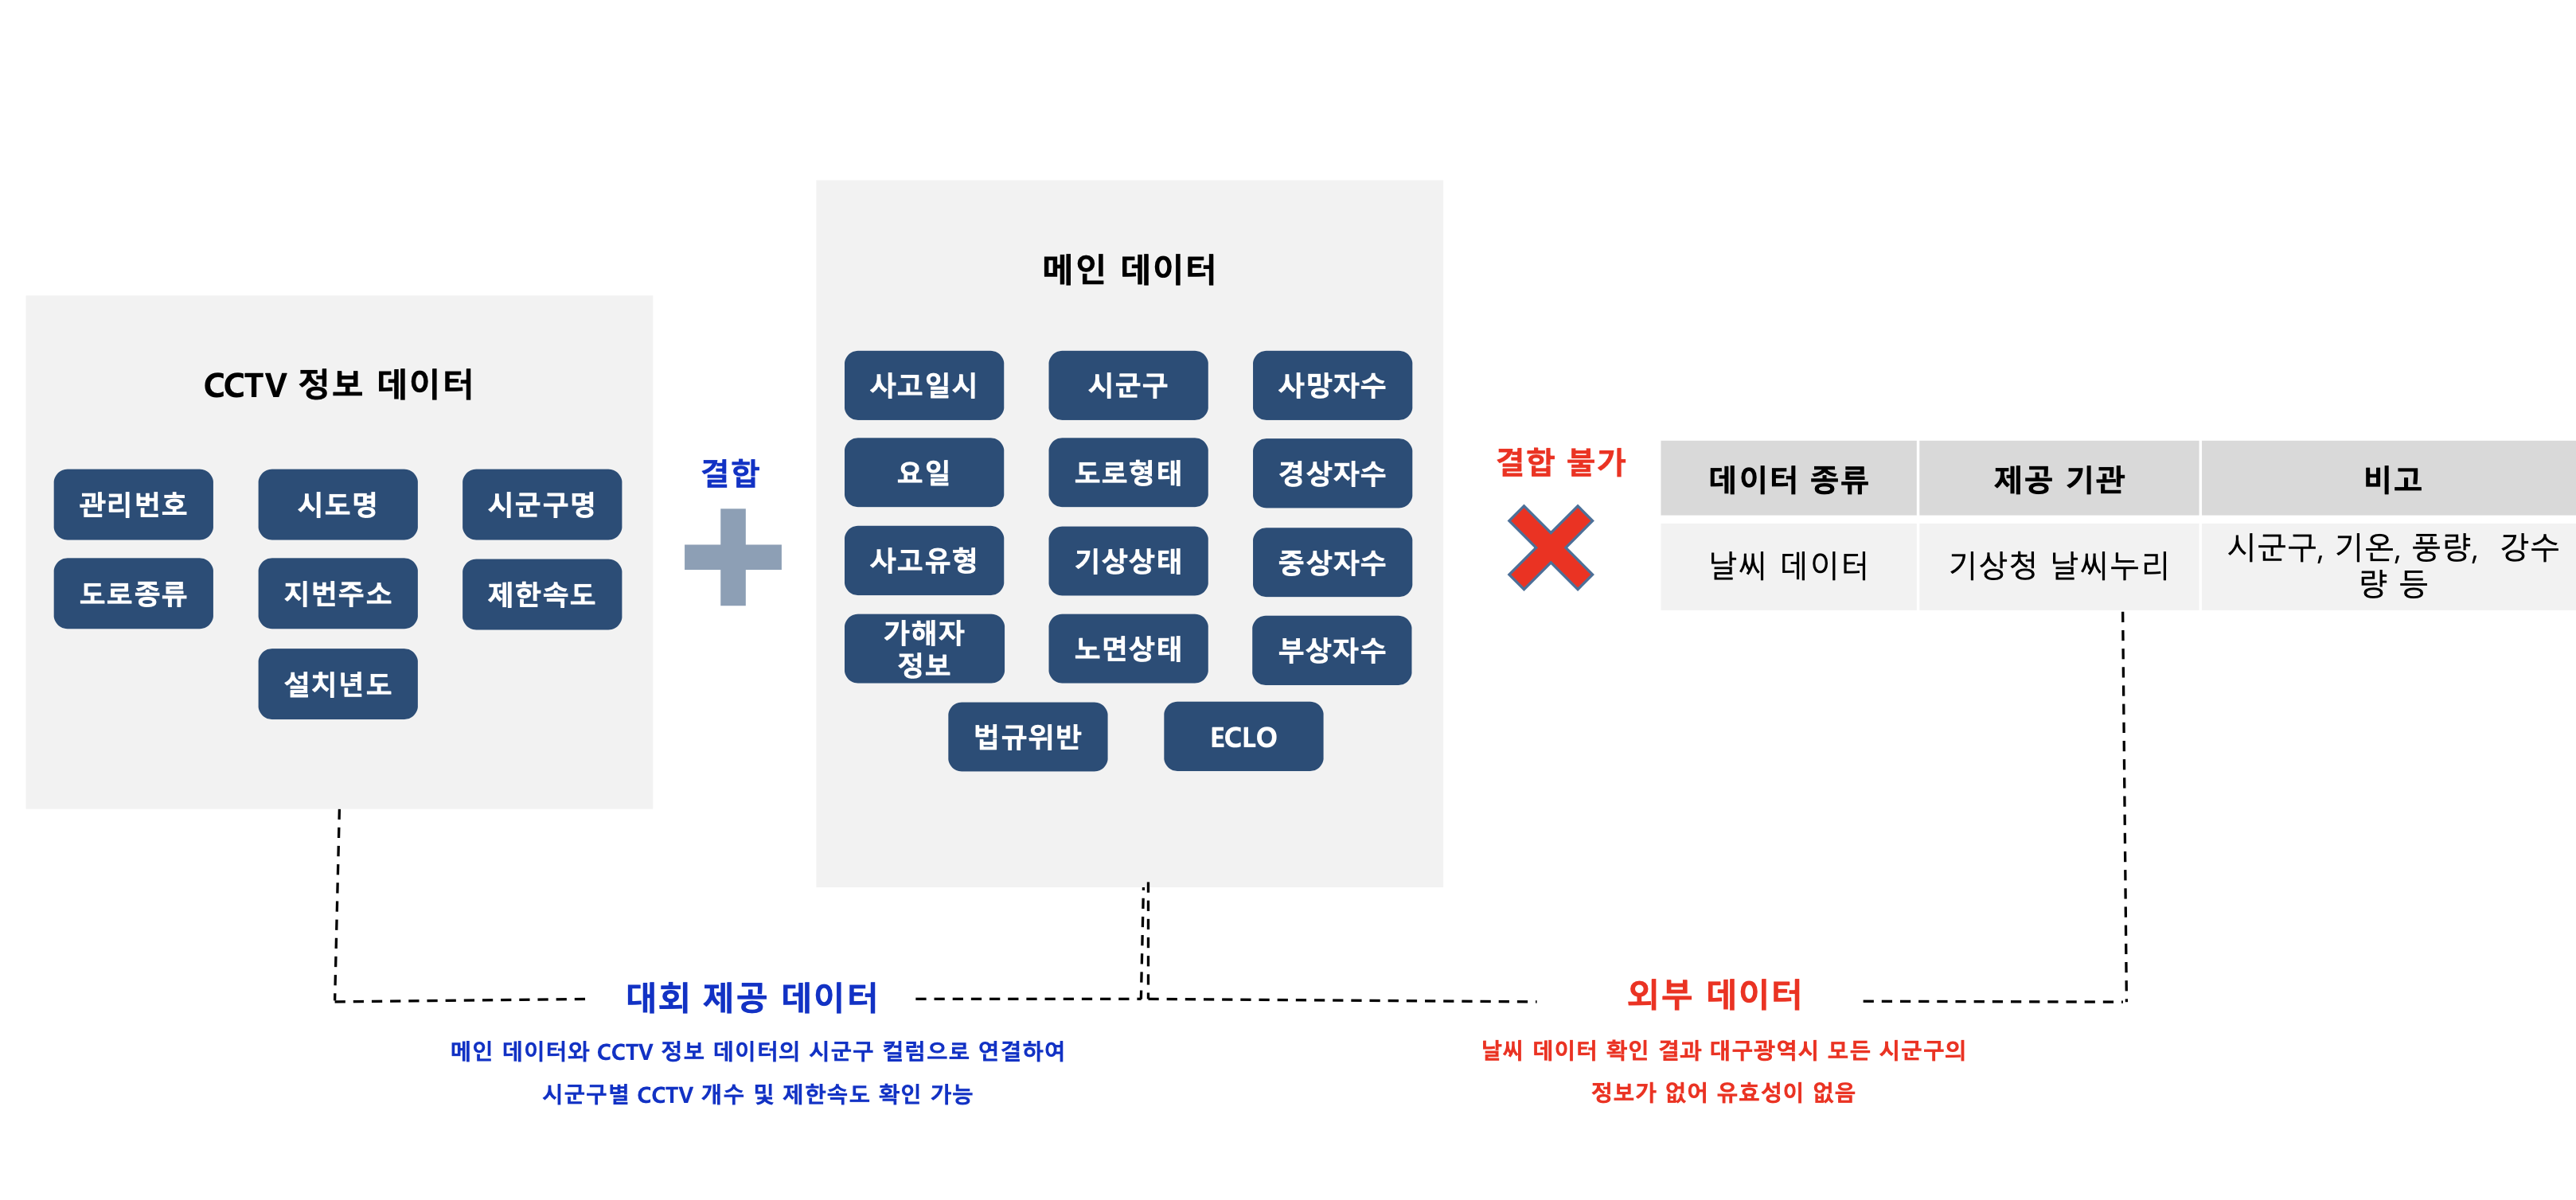 CCTV 정보 데이터
관리번호
시도명
시군구명
도로종류
지번주소
제한속도
설치년도
결합
메인 데이터
사고일시
시군구
사망자수
요일
도로형태
경상자수
사고유형
기상상태
중상자수
가해자
정보
노면상태
부상자수
법규위반
ECLO
결합 불가
데이터 종류
제공 기관
비고
날씨 데이터
기상청 날씨누리
시군구, 기온, 풍량, 강수
량 등
대회 제공 데이터
메인 데이터와 CCTV 정보 데이터의 시군구 컬럼으로 연결하여
시군구별 CCTV 개수 및 제한속도 확인 가능
외부 데이터
날씨 데이터 확인 결과 대구광역시 모든 시군구의
정보가 없어 유효성이 없음